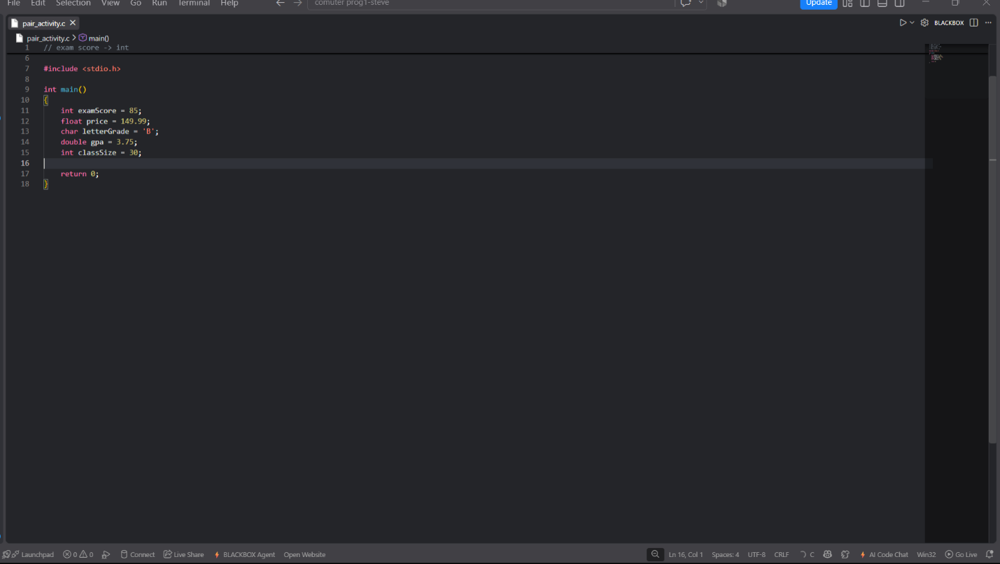 File Edit Selection View Go Run Terminal Help ← → comuter prog1-steve Update
pair_activity.c
BLACKBOX
pair_activity.c > main()
1 // exam score -> int
6
7 #include <stdio.h>
8
9 int main()
10 {
11 int examScore = 85;
12 float price = 149.99;
13 char letterGrade = 'B';
14 double gpa = 3.75;
15 int classSize = 30;
16
17 return 0;
18 }
Launchpad 0 0 Connect Live Share BLACKBOX Agent Open Website Ln 16, Col 1 Spaces: 4 UTF-8 CRLF C AI Code Chat Win32 Go Live